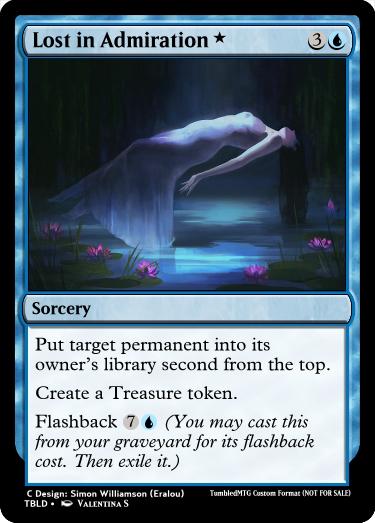 Lost in Admiration ★ 3
Sorcery
Put target permanent into its
owner's library second from the top.
Create a Treasure token.
Flashback 7 (You may cast this
from your graveyard for its flashback
cost. Then exile it.)
C Design: Simon Williamson (Eralou) TumbledMTG Custom Format (NOT FOR SALE)
TBLD • Valentina S